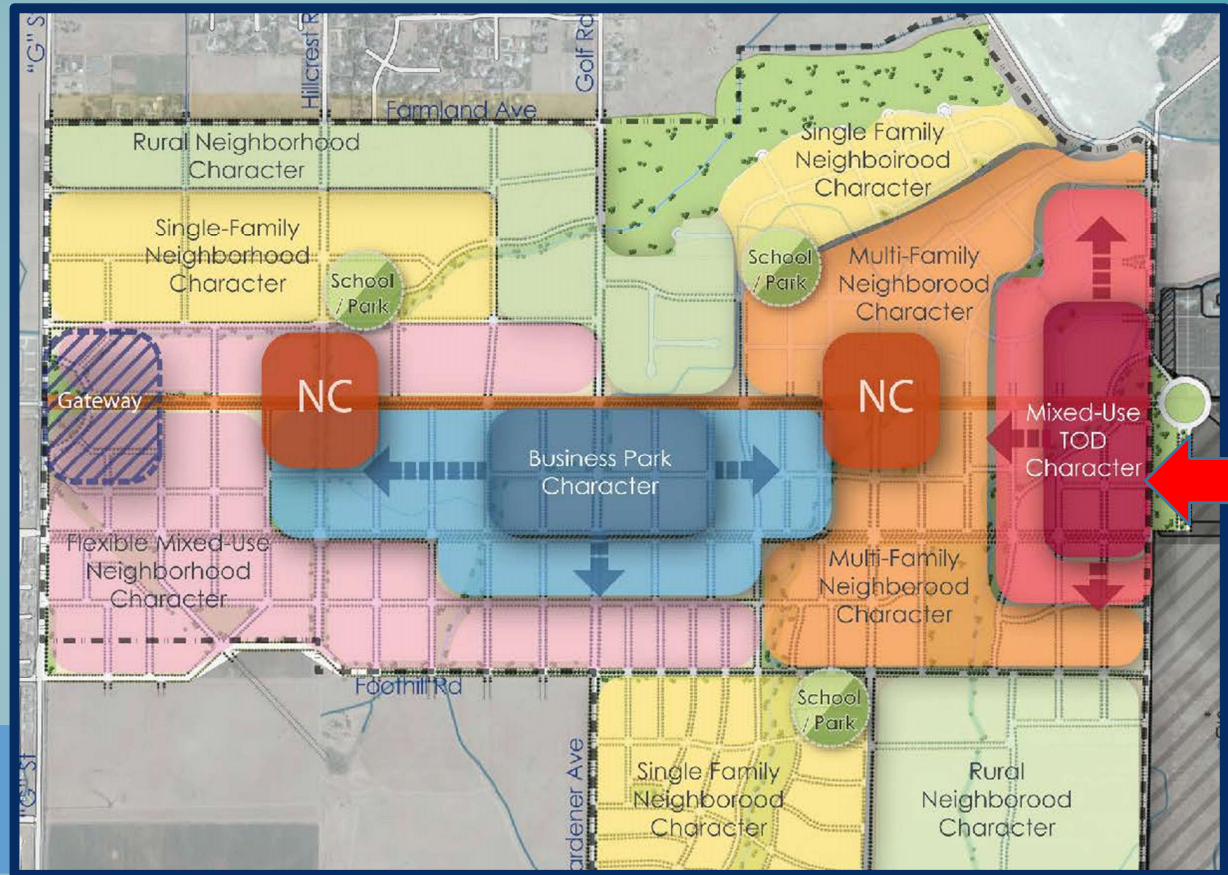 "G" St
Hillcrest R
Golf Rd
Farmland Ave
Rural Neighborhood
Character
Single Family
Neighboirood
Character
Single-Family
Neighborhood
Character
School
/ Park
School
/ Park
Multi-Family
Neighborood
Character
Gateway
NC
NC
Mixed-Use
TOD
Character
Business Park
Character
Flexible Mixed-Use
Neighborhood
Character
Multi-Family
Neighborood
Character
Foothill Rd
School
/ Park
"G" ST
ardener Ave
Single Family
Neighborood
Character
Rural
Neighborood
Character